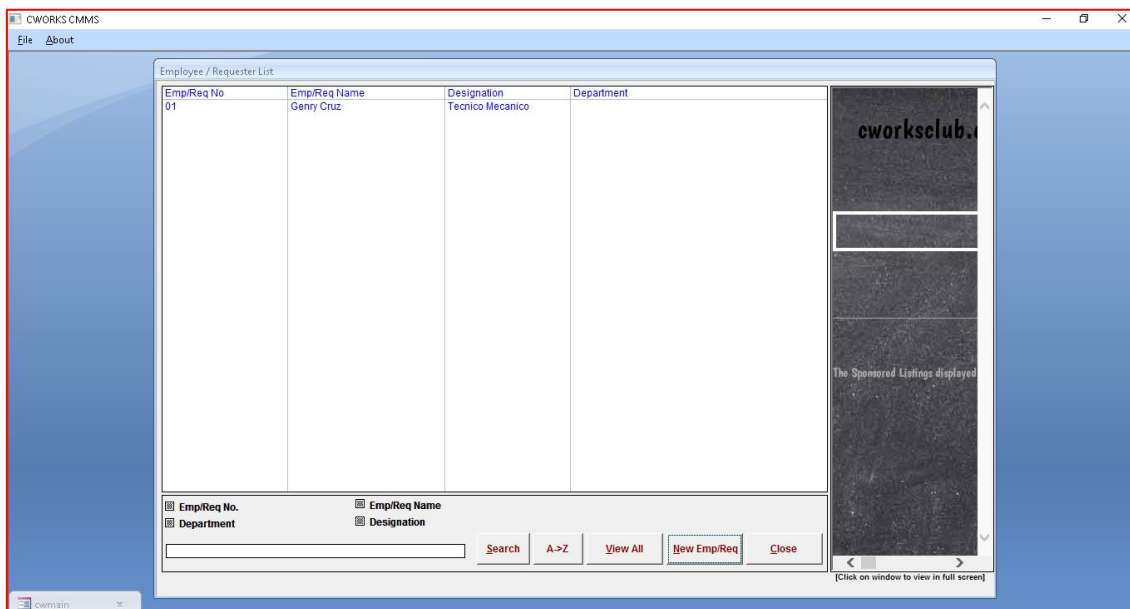 CWORKS CMMS
File About
Employee / Requester List
Emp/Req No Emp/Req Name Designation Department
01 Genry Cruz Tecnico Mecanico
cworksclub.
The Sponsored Listings displayed
Emp/Req No. Emp/Req Name
Department Designation
Search A->Z View All New Emp/Req Close
[Click on window to view in full screen]
cwmain